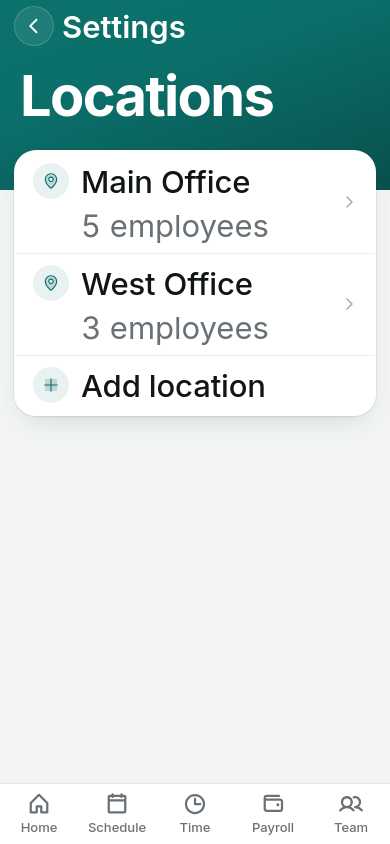 Settings
Locations
Main Office
5 employees
West Office
3 employees
Add location
Home
Schedule
Time
Payroll
Team